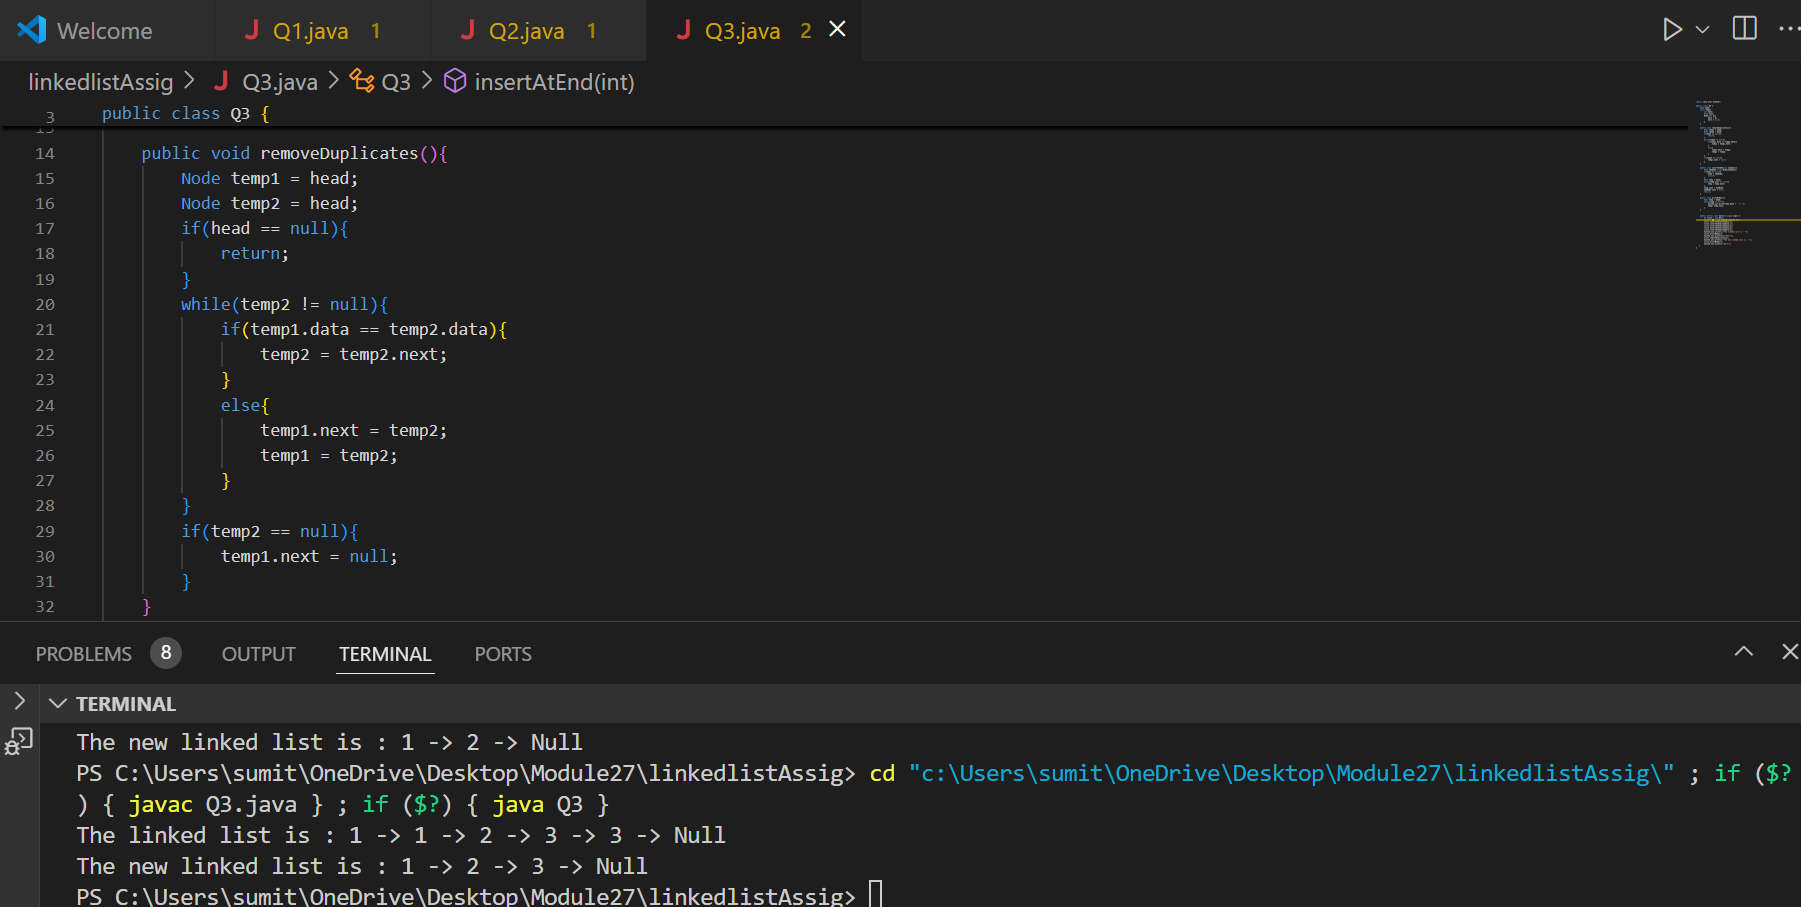 Welcome J Q1.java 1 J Q2.java 1 J Q3.java 2
linkedlistAssig > J Q3.java > Q3 > insertAtEnd(int)
3 public class Q3 {
13
14 public void removeDuplicates(){
15 Node temp1 = head;
16 Node temp2 = head;
17 if(head == null){
18 return;
19 }
20 while(temp2 != null){
21 if(temp1.data == temp2.data){
22 temp2 = temp2.next;
23 }
24 else{
25 temp1.next = temp2;
26 temp1 = temp2;
27 }
28 }
29 if(temp2 == null){
30 temp1.next = null;
31 }
32 }
PROBLEMS 8 OUTPUT TERMINAL PORTS
TERMINAL
The new linked list is : 1 -> 2 -> Null
PS C:\Users\sumit\OneDrive\Desktop\Module27\linkedlistAssig> cd "c:\Users\sumit\OneDrive\Desktop\Module27\linkedlistAssig\" ; if ($?
) { javac Q3.java } ; if ($?) { java Q3 }
The linked list is : 1 -> 1 -> 2 -> 3 -> 3 -> Null
The new linked list is : 1 -> 2 -> 3 -> Null
PS C:\Users\sumit\OneDrive\Desktop\Module27\linkedlistAssig>